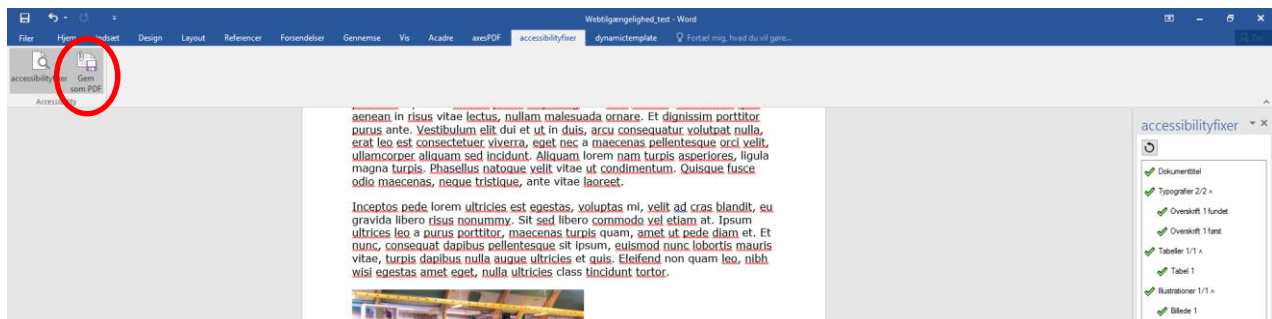 Webtilgængelighed_test - Word
Filer Hjem Indsæt Design Layout Referencer Forsendelser Gennemse Vis Acadre axesPDF accessibilityfixer dynamictemplate Fortæl mig, hvad du vil gøre...
accessibilityfixer Gem som PDF
Accessibility
aenean in risus vitae lectus, nullam malesuada ornare. Et dignissim porttitor
purus ante. Vestibulum elit dui et ut in duis, arcu consequatur volutpat nulla,
erat leo est consectetuer viverra, eget nec a maecenas pellentesque orci velit,
ullamcorper aliquam sed incidunt. Aliquam lorem nam turpis asperiores, ligula
magna turpis. Phasellus natoque velit vitae ut condimentum. Quisque fusce
odio maecenas, neque tristique, ante vitae laoreet.
Inceptos pede lorem ultricies est egestas, voluptas mi, velit ad cras blandit, eu
gravida libero risus nonummy. Sit sed libero commodo vel etiam at. Ipsum
ultrices leo a purus porttitor, maecenas turpis quam, amet ut pede diam et. Et
nunc, consequat dapibus pellentesque sit ipsum, euismod nunc lobortis mauris
vitae, turpis dapibus nulla augue ultricies et quis. Eleifend non quam leo, nibh
wisi egestas amet eget, nulla ultricies class tincidunt tortor.
accessibilityfixer
Dokumenttitel
Typografier 2/2
Overskrift 1 fundet
Overskrift 1 først
Tabeller 1/1
Tabel 1
Illustrationer 1/1
Billede 1